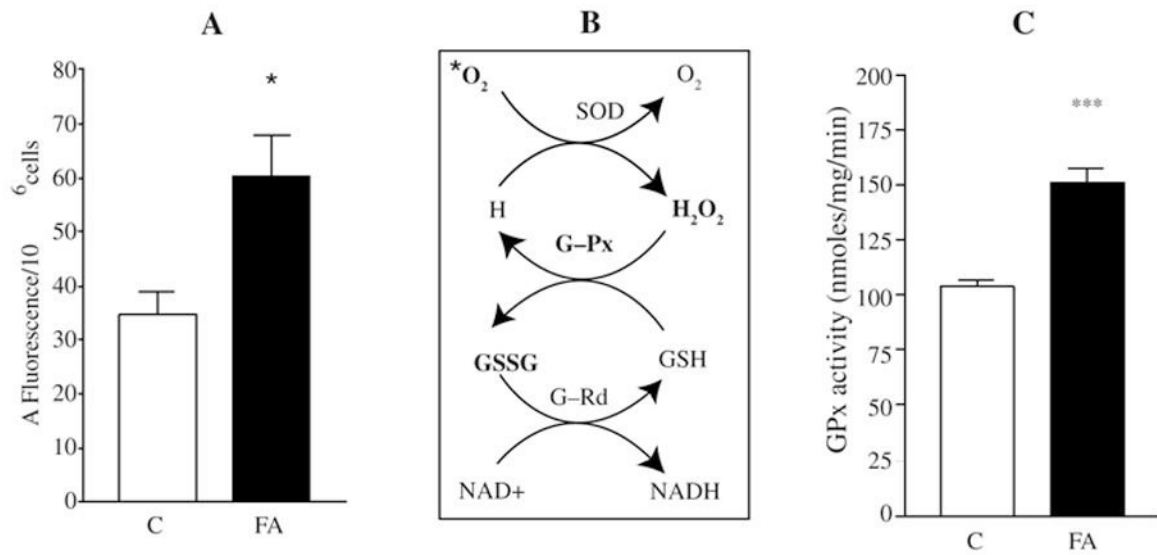 A
A Fluorescence/10 ⁶cells
80
70
60
50
40
30
20
10
0
*
C FA
B
*O₂ O₂
SOD
H H₂O₂
G–Px
GSSG GSH
G–Rd
NAD+ NADH
C
GPx activity (nmoles/mg/min)
200
175
150
125
100
75
50
25
0
***
C FA